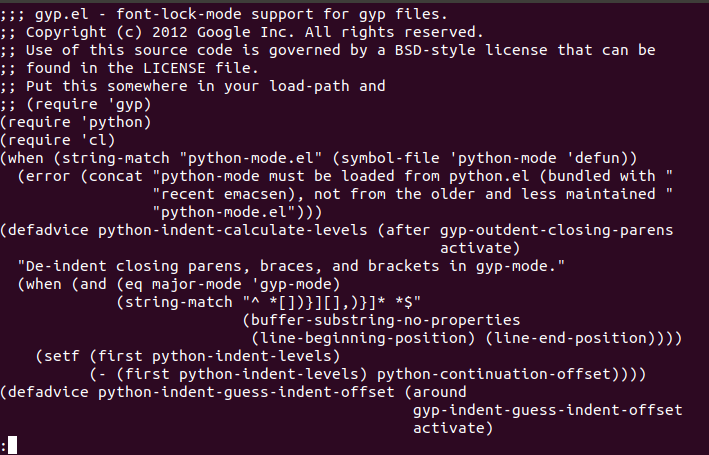 ;;; gyp.el - font-lock-mode support for gyp files.
;; Copyright (c) 2012 Google Inc. All rights reserved.
;; Use of this source code is governed by a BSD-style license that can be
;; found in the LICENSE file.
;; Put this somewhere in your load-path and
;; (require 'gyp)
(require 'python)
(require 'cl)
(when (string-match "python-mode.el" (symbol-file 'python-mode 'defun))
  (error (concat "python-mode must be loaded from python.el (bundled with "
                 "recent emacsen), not from the older and less maintained "
                 "python-mode.el")))
(defadvice python-indent-calculate-levels (after gyp-outdent-closing-parens
                                                 activate)
  "De-indent closing parens, braces, and brackets in gyp-mode."
  (when (and (eq major-mode 'gyp-mode)
             (string-match "^ *[])}][],)}]* *$"
                           (buffer-substring-no-properties
                            (line-beginning-position) (line-end-position))))
    (setf (first python-indent-levels)
          (- (first python-indent-levels) python-continuation-offset))))
(defadvice python-indent-guess-indent-offset (around
                                              gyp-indent-guess-indent-offset
                                              activate)
: